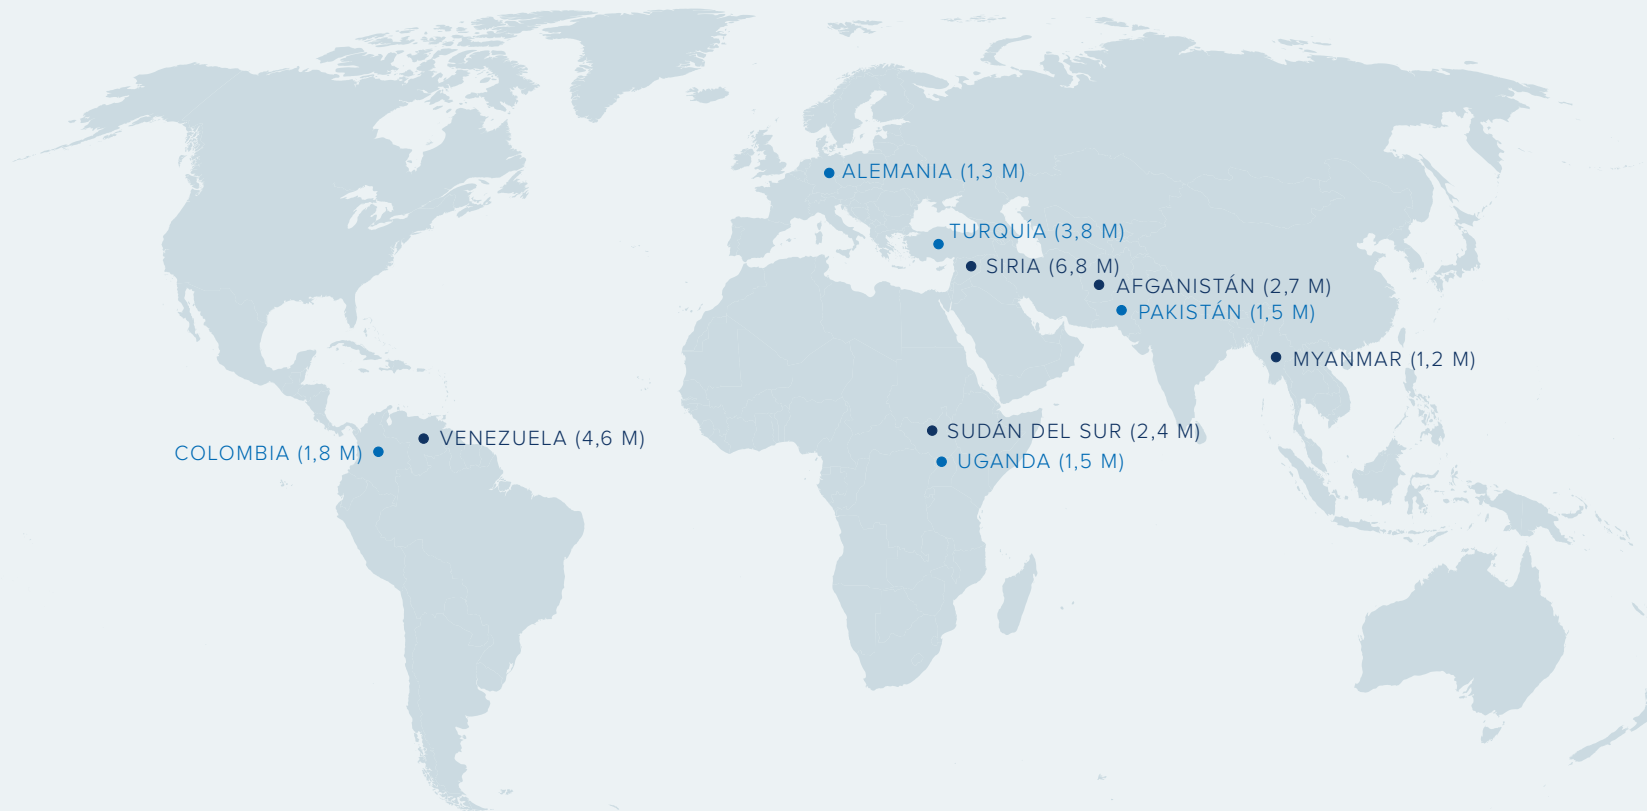 ALEMANIA (1,3 M)
TURQUÍA (3,8 M)
SIRIA (6,8 M)
AFGANISTÁN (2,7 M)
PAKISTÁN (1,5 M)
MYANMAR (1,2 M)
SUDÁN DEL SUR (2,4 M)
VENEZUELA (4,6 M)
COLOMBIA (1,8 M)
UGANDA (1,5 M)